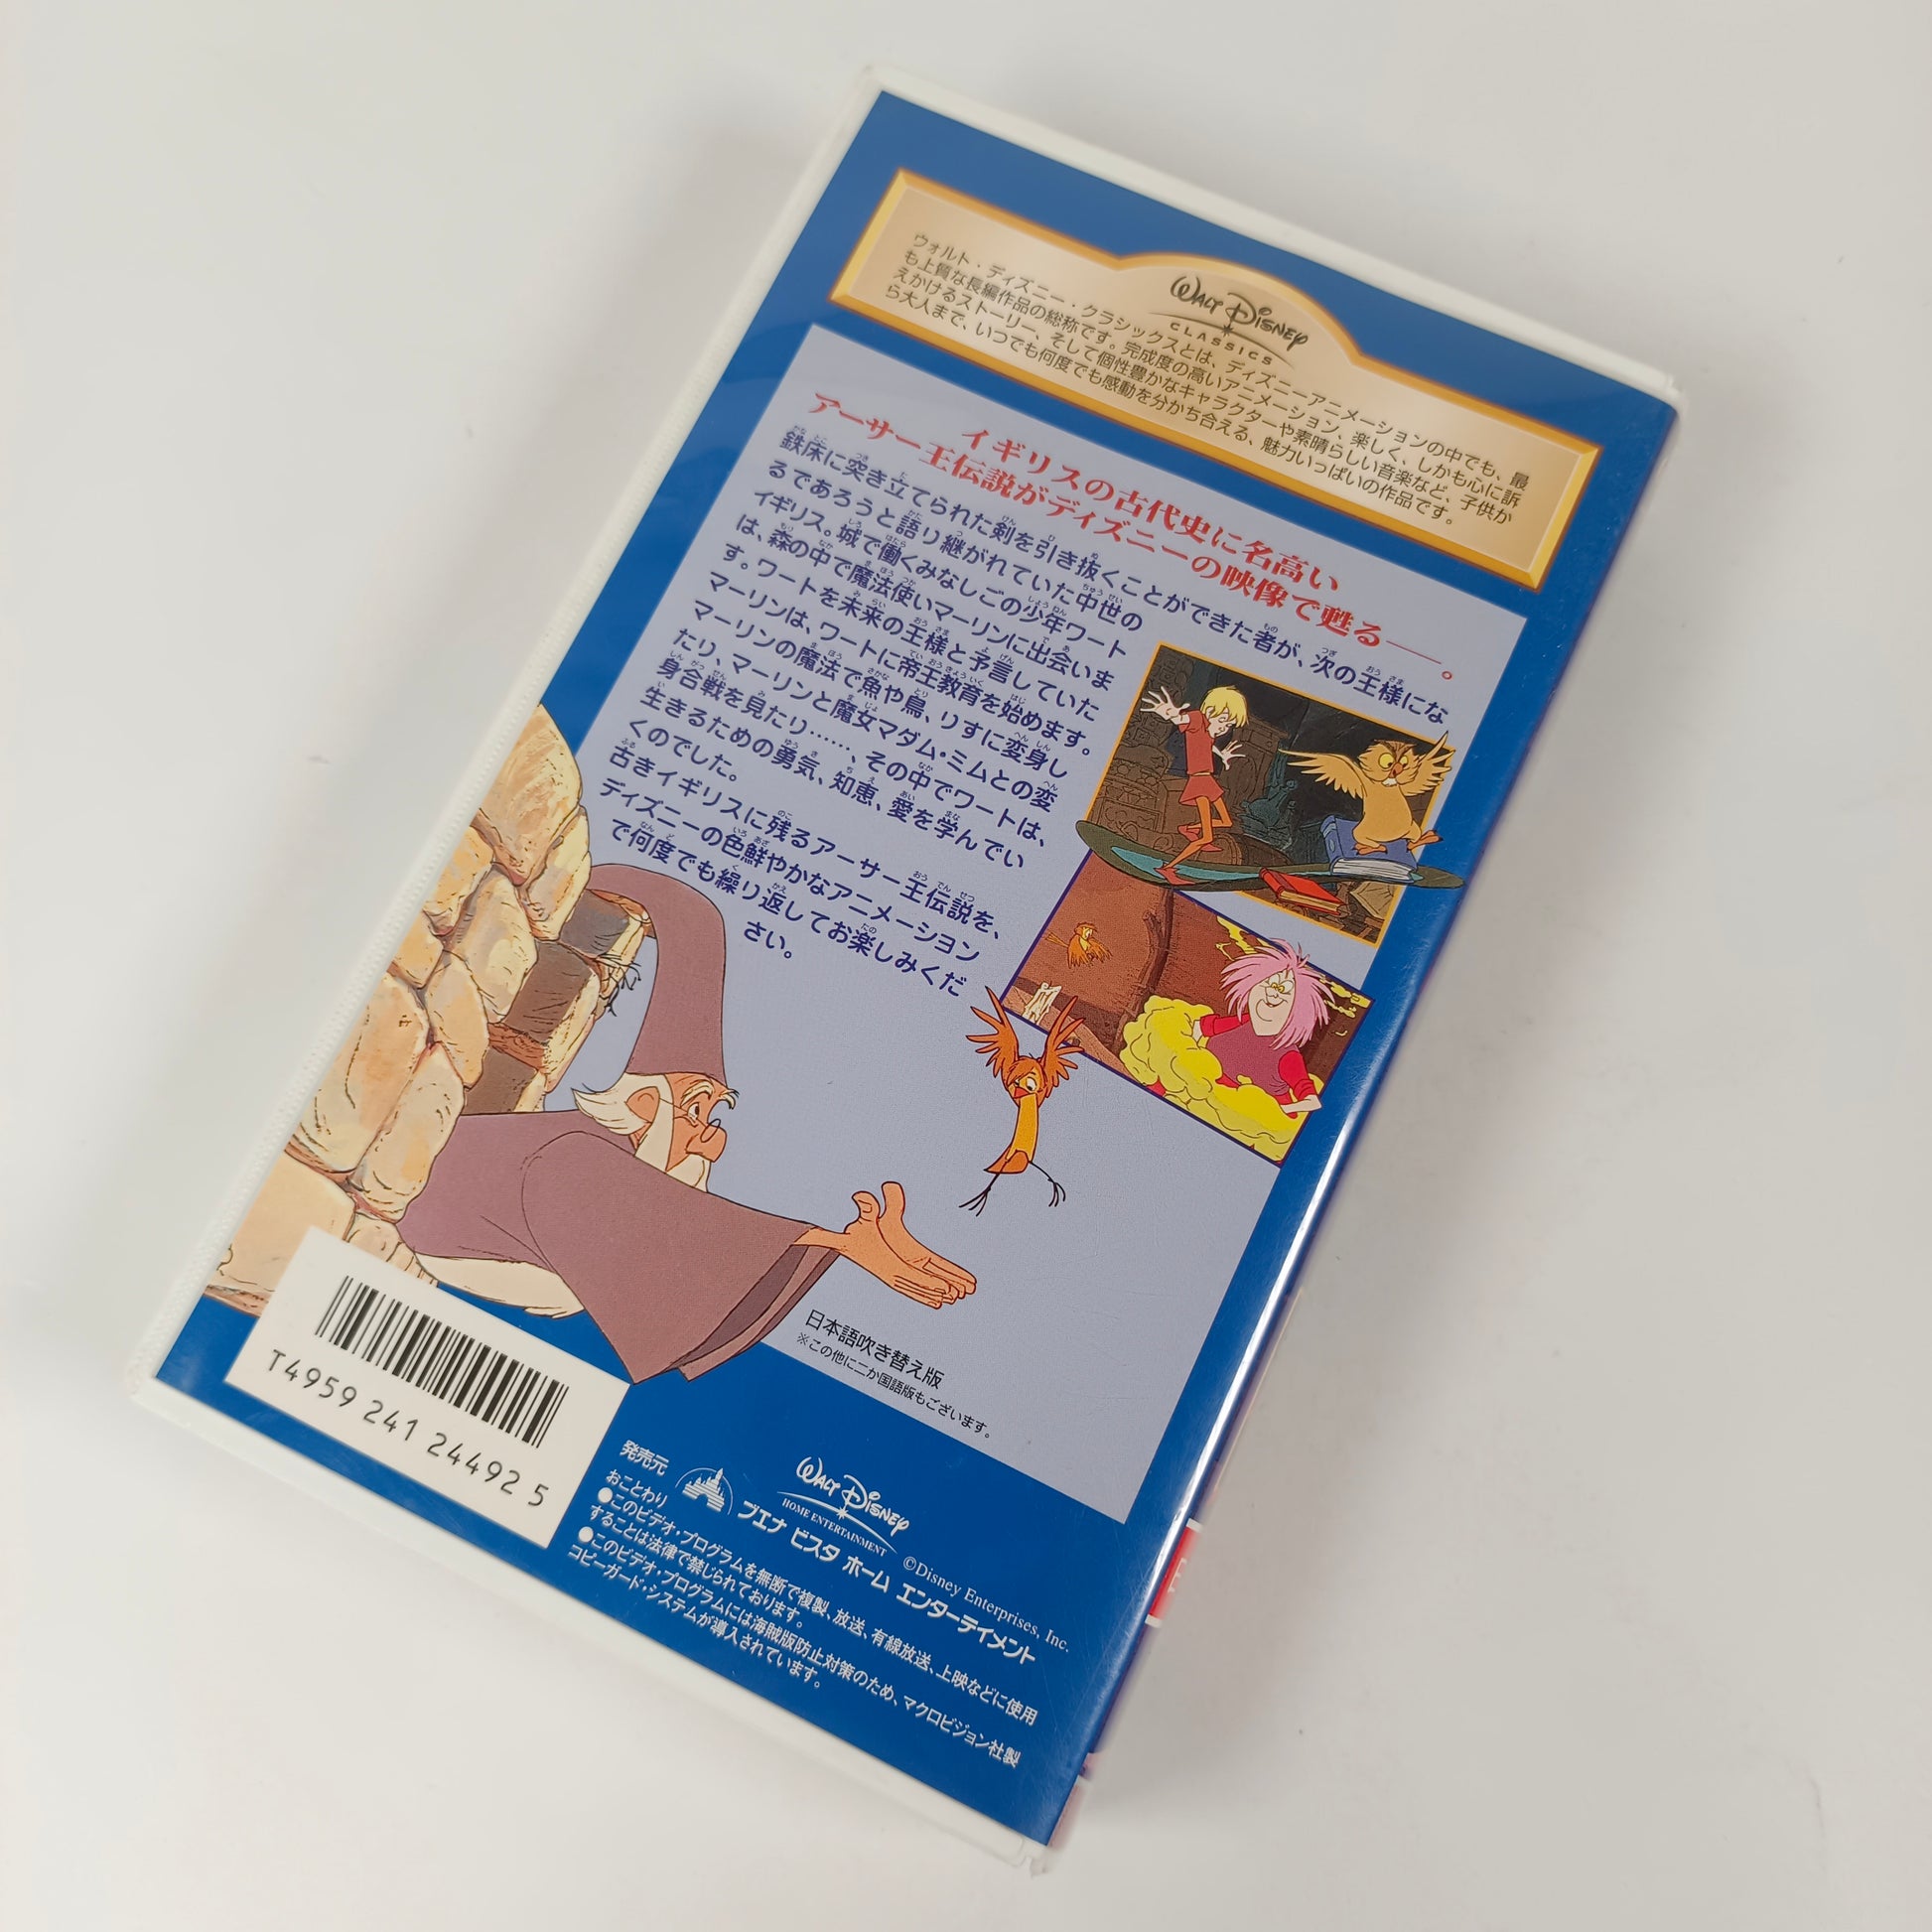 WALT DISNEY
CLASSICS
ウォルト・ディズニー・クラシックスとは、ディズニーアニメーションの中でも、最
も上質な長編作品の総称です。完成度の高いアニメーション、楽しく、しかも心に訴
えかけるストーリー、そして個性豊かなキャラクターや素晴らしい音楽など、子供か
ら大人まで、いつでも何度でも感動を分かち合える、魅力いっぱいの作品です。
イギリスの古代史に名高い
アーサー王伝説がディズニーの映像で甦る——。
鉄床に突き立てられた剣を引き抜くことができた者が、次の王様にな
るであろうと語り継がれていた中世の
イギリス。城で働くみなしごの少年ワート
は、森の中で魔法使いマーリンに出会いま
す。ワートを未来の王様と予言していた
マーリンは、ワートに帝王教育を始めます。
マーリンの魔法で魚や鳥、りすに変身し
たり、マーリンと魔女マダム・ミムとの変
身合戦を見たり……、その中でワートは、
生きるための勇気、知恵、愛を学んでい
くのでした。
古きイギリスに残るアーサー王伝説を、
ディズニーの色鮮やかなアニメーション
で何度でも繰り返してお楽しみくだ
さい。
日本語吹き替え版
※この他に二か国語版もございます。
T4959 241 24492 5
発売元
WALT DISNEY
HOME ENTERTAINMENT
ブエナ ビスタ ホーム エンターテイメント
©Disney Enterprises, Inc.
おことわり
●このビデオ・プログラムを無断で複製、放送、有線放送、上映などに使用
することは法律で禁じられております。
●このビデオ・プログラムには海賊版防止対策のため、マクロビジョン社製
コピーガード・システムが導入されています。